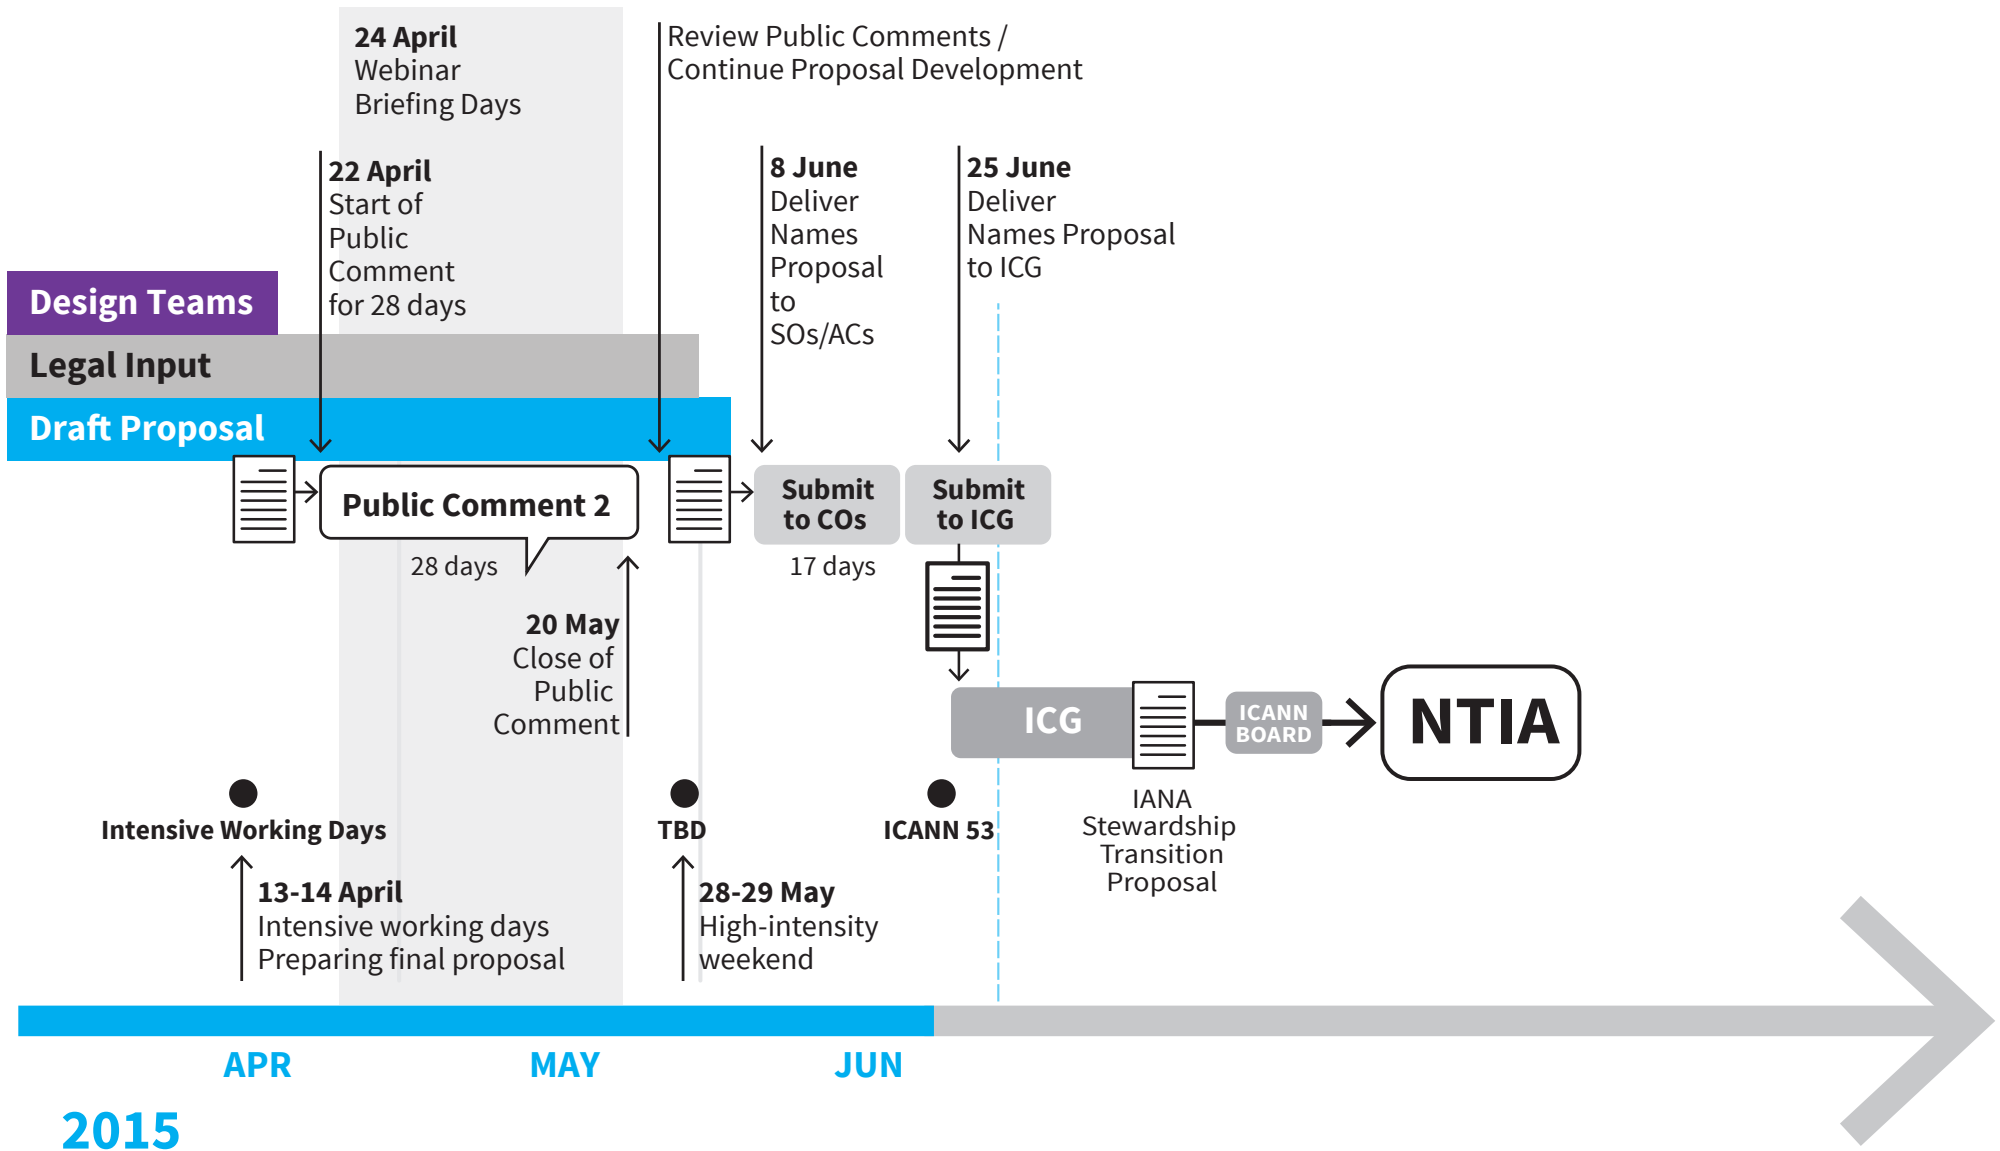 24 April
Webinar
Briefing Days
Review Public Comments /
Continue Proposal Development
22 April
Start of
Public
Comment
for 28 days
8 June
Deliver
Names
Proposal
to
SOs/ACs
25 June
Deliver
Names Proposal
to ICG
Design Teams
Legal Input
Draft Proposal
Public Comment 2
28 days
Submit
to COs
17 days
Submit
to ICG
20 May
Close of
Public
Comment
ICG
ICANN
BOARD
NTIA
IANA
Stewardship
Transition
Proposal
Intensive Working Days
TBD
ICANN 53
13-14 April
Intensive working days
Preparing final proposal
28-29 May
High-intensity
weekend
APR
MAY
JUN
2015